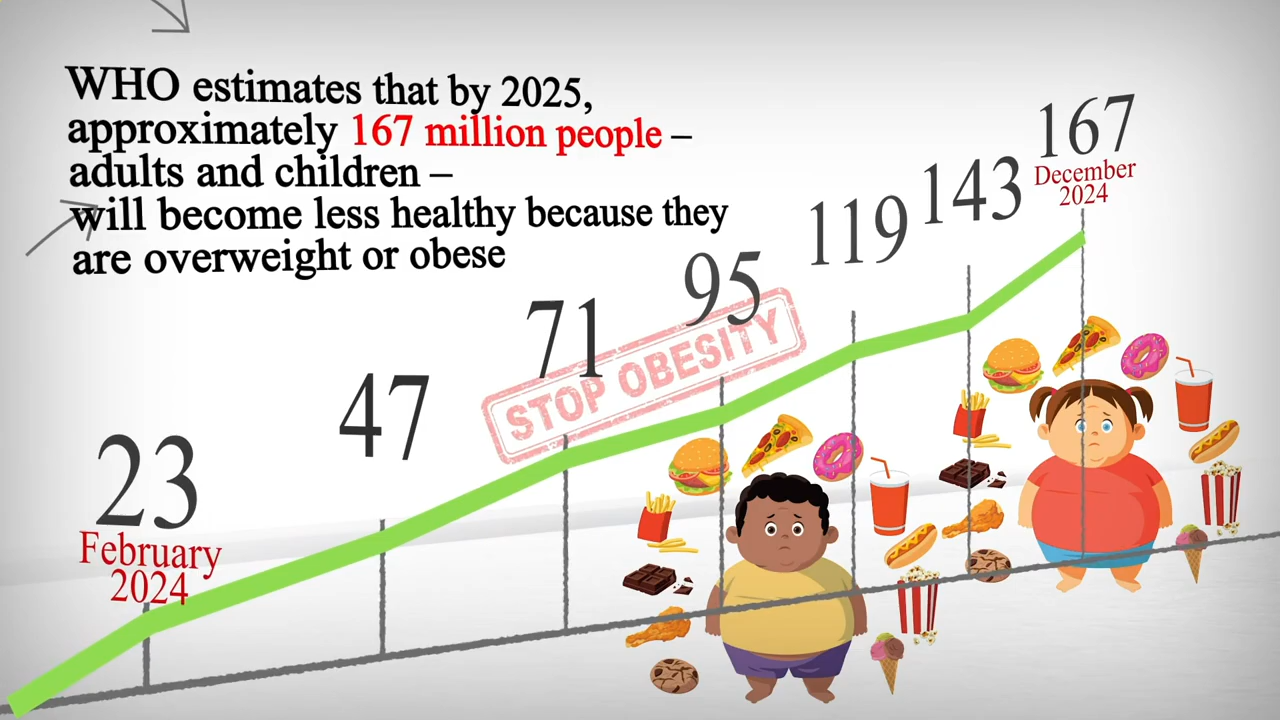 WHO estimates that by 2025,
approximately 167 million people –
adults and children –
will become less healthy because they
are overweight or obese
23
February
2024
47
71
STOP OBESITY
95
119
143
167
December
2024